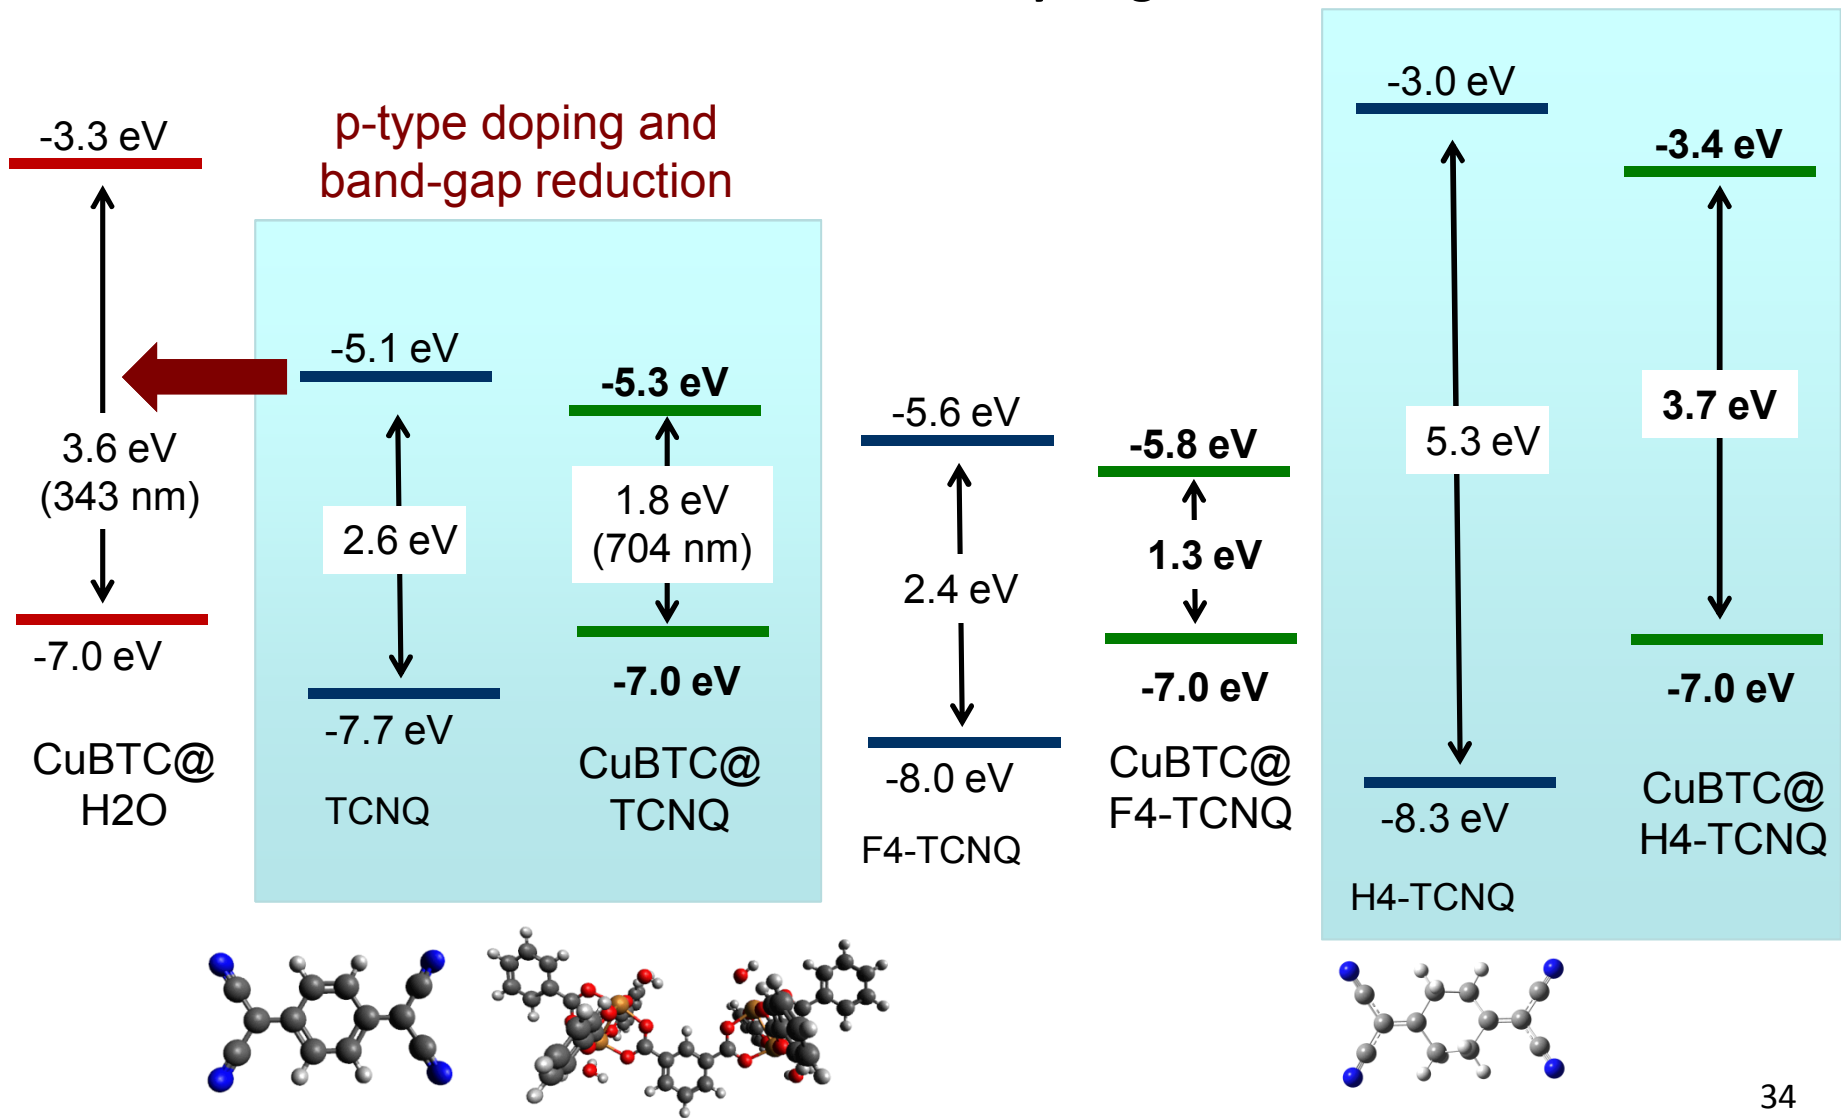 -3.3 eV
3.6 eV
(343 nm)
-7.0 eV
CuBTC@
H2O
p-type doping and
band-gap reduction
-5.1 eV
2.6 eV
-7.7 eV
TCNQ
-5.3 eV
1.8 eV
(704 nm)
-7.0 eV
CuBTC@
TCNQ
-5.6 eV
2.4 eV
-8.0 eV
F4-TCNQ
-5.8 eV
1.3 eV
-7.0 eV
CuBTC@
F4-TCNQ
-3.0 eV
5.3 eV
-8.3 eV
H4-TCNQ
-3.4 eV
3.7 eV
-7.0 eV
CuBTC@
H4-TCNQ
34